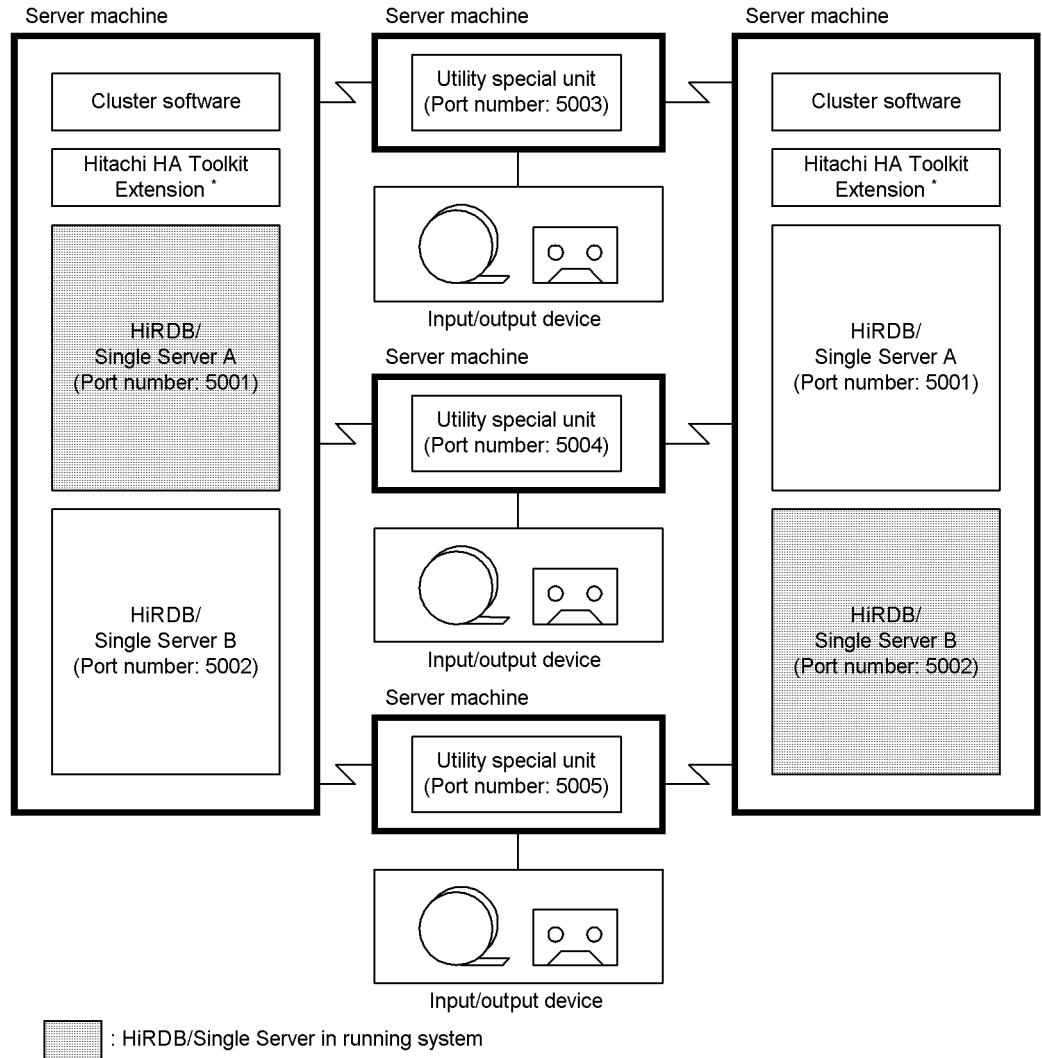 Server machine
Cluster software
Hitachi HA Toolkit
Extension *
HiRDB/
Single Server A
(Port number: 5001)
HiRDB/
Single Server B
(Port number: 5002)
Server machine
Utility special unit
(Port number: 5003)
Input/output device
Server machine
Utility special unit
(Port number: 5004)
Input/output device
Server machine
Utility special unit
(Port number: 5005)
Input/output device
Server machine
Cluster software
Hitachi HA Toolkit
Extension *
HiRDB/
Single Server A
(Port number: 5001)
HiRDB/
Single Server B
(Port number: 5002)
: HiRDB/Single Server in running system